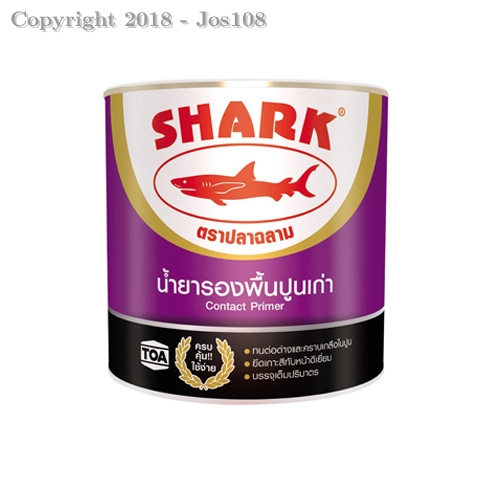 Copyright 2018 - Jos108
SHARK®
ตราปลาฉลาม
น้ำยารองพื้นปูนเก่า
Contact Primer
TOA
ครบ
คุ้ม!!
ใช้ง่าย
• ทนต่อด่างและคราบเกลือในปูน
• ยึดเกาะสีทับหน้าดีเยี่ยม
• บรรจุเต็มปริมาตร